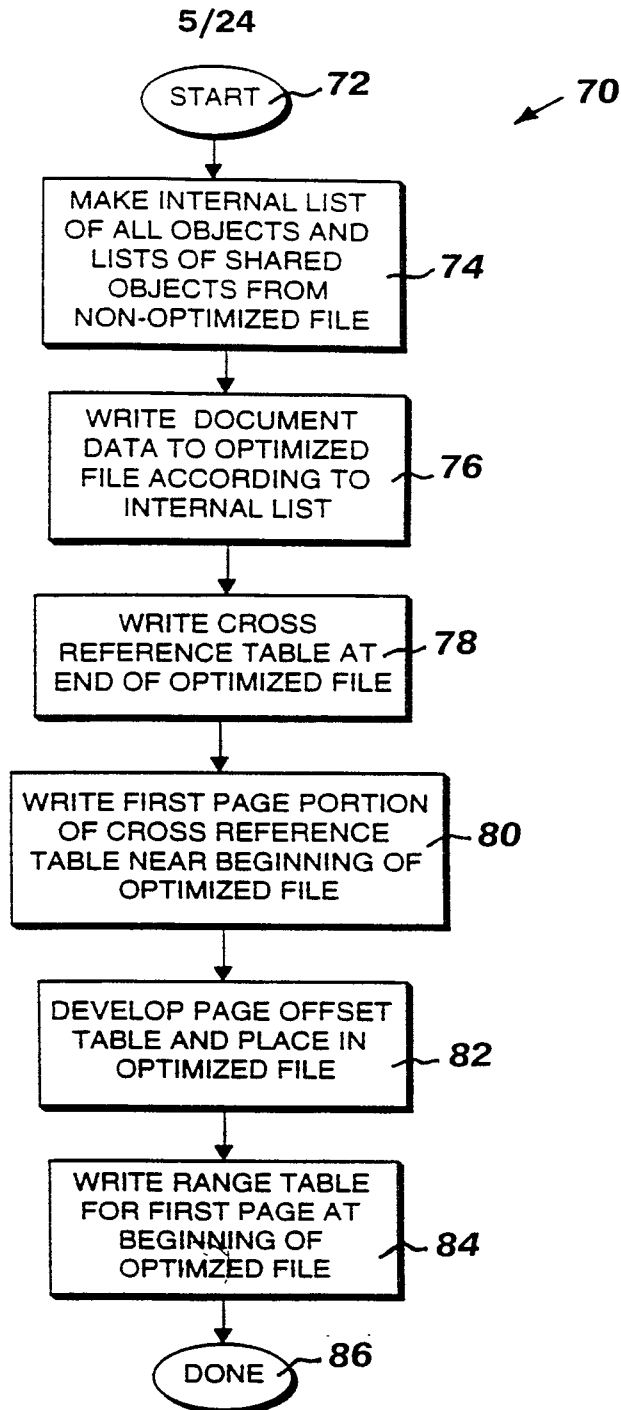 5/24
START
72
70
MAKE INTERNAL LIST
OF ALL OBJECTS AND
LISTS OF SHARED
OBJECTS FROM
NON-OPTIMIZED FILE
74
WRITE DOCUMENT
DATA TO OPTIMIZED
FILE ACCORDING TO
INTERNAL LIST
76
WRITE CROSS
REFERENCE TABLE AT
END OF OPTIMIZED FILE
78
WRITE FIRST PAGE PORTION
OF CROSS REFERENCE
TABLE NEAR BEGINNING OF
OPTIMIZED FILE
80
DEVELOP PAGE OFFSET
TABLE AND PLACE IN
OPTIMIZED FILE
82
WRITE RANGE TABLE
FOR FIRST PAGE AT
BEGINNING OF
OPTIMZED FILE
84
DONE
86